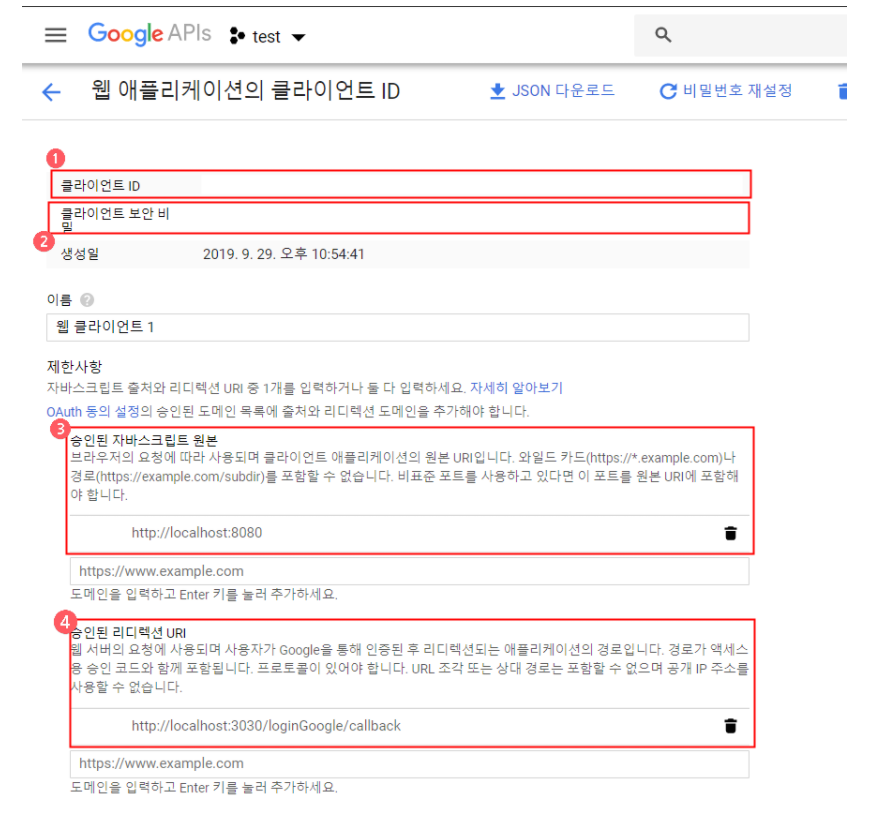 Google APIs test
웹 애플리케이션의 클라이언트 ID JSON 다운로드 비밀번호 재설정
1
클라이언트 ID
클라이언트 보안 비
밀
2
생성일 2019. 9. 29. 오후 10:54:41
이름 ?
웹 클라이언트 1
제한사항
자바스크립트 출처와 리디렉션 URI 중 1개를 입력하거나 둘 다 입력하세요. 자세히 알아보기
OAuth 동의 설정의 승인된 도메인 목록에 출처와 리디렉션 도메인을 추가해야 합니다.
3
승인된 자바스크립트 원본
브라우저의 요청에 따라 사용되며 클라이언트 애플리케이션의 원본 URI입니다. 와일드 카드(https://*.example.com)나
경로(https://example.com/subdir)를 포함할 수 없습니다. 비표준 포트를 사용하고 있다면 이 포트를 원본 URI에 포함해
야 합니다.
http://localhost:8080
https://www.example.com
도메인을 입력하고 Enter 키를 눌러 추가하세요.
4
승인된 리디렉션 URI
웹 서버의 요청에 사용되며 사용자가 Google을 통해 인증된 후 리디렉션되는 애플리케이션의 경로입니다. 경로가 액세스
용 승인 코드와 함께 포함됩니다. 프로토콜이 있어야 합니다. URL 조각 또는 상대 경로는 포함할 수 없으며 공개 IP 주소를
사용할 수 없습니다.
http://localhost:3030/loginGoogle/callback
https://www.example.com
도메인을 입력하고 Enter 키를 눌러 추가하세요.